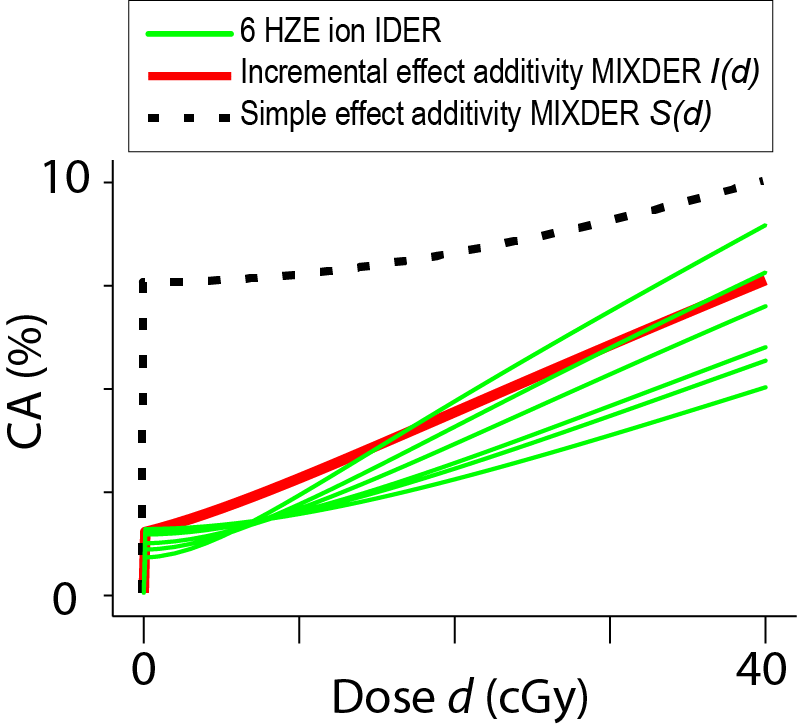 6 HZE ion IDER
Incremental effect additivity MIXDER I(d)
Simple effect additivity MIXDER S(d)
10
CA (%)
0
0
40
Dose d (cGy)